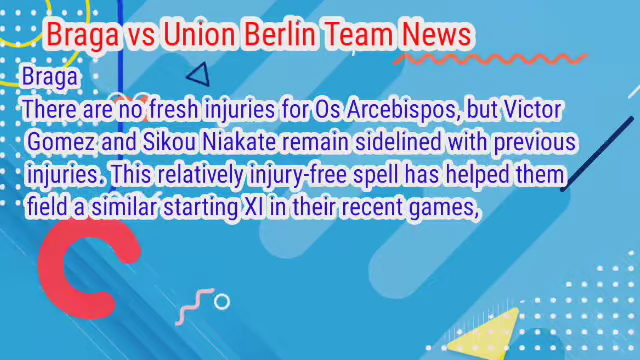 Braga vs Union Berlin Team News
Braga
There are no fresh injuries for Os Arcebispos, but Victor
Gomez and Sikou Niakate remain sidelined with previous
injuries. This relatively injury-free spell has helped them
field a similar starting XI in their recent games,